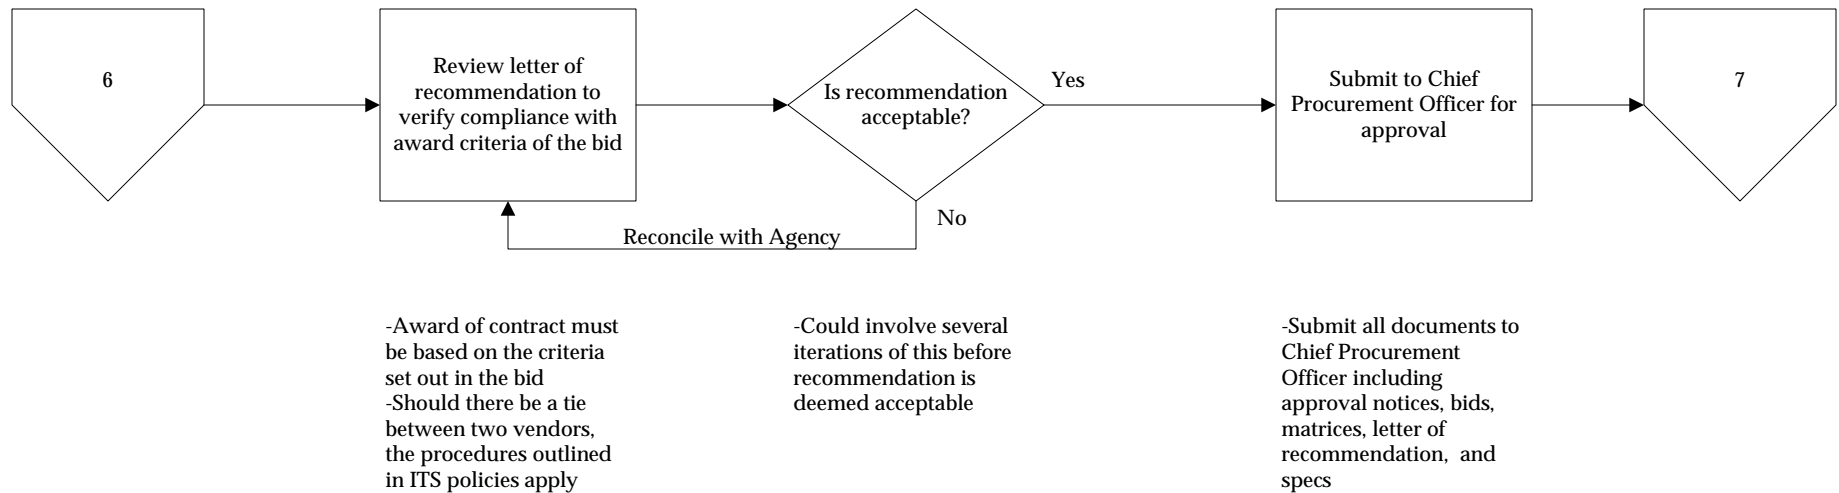 6
Review letter of
recommendation to
verify compliance with
award criteria of the bid
Is recommendation
acceptable?
Yes
No
Reconcile with Agency
Submit to Chief
Procurement Officer for
approval
7
-Award of contract must
be based on the criteria
set out in the bid
-Should there be a tie
between two vendors,
the procedures outlined
in ITS policies apply
-Could involve several
iterations of this before
recommendation is
deemed acceptable
-Submit all documents to
Chief Procurement
Officer including
approval notices, bids,
matrices, letter of
recommendation,  and
specs